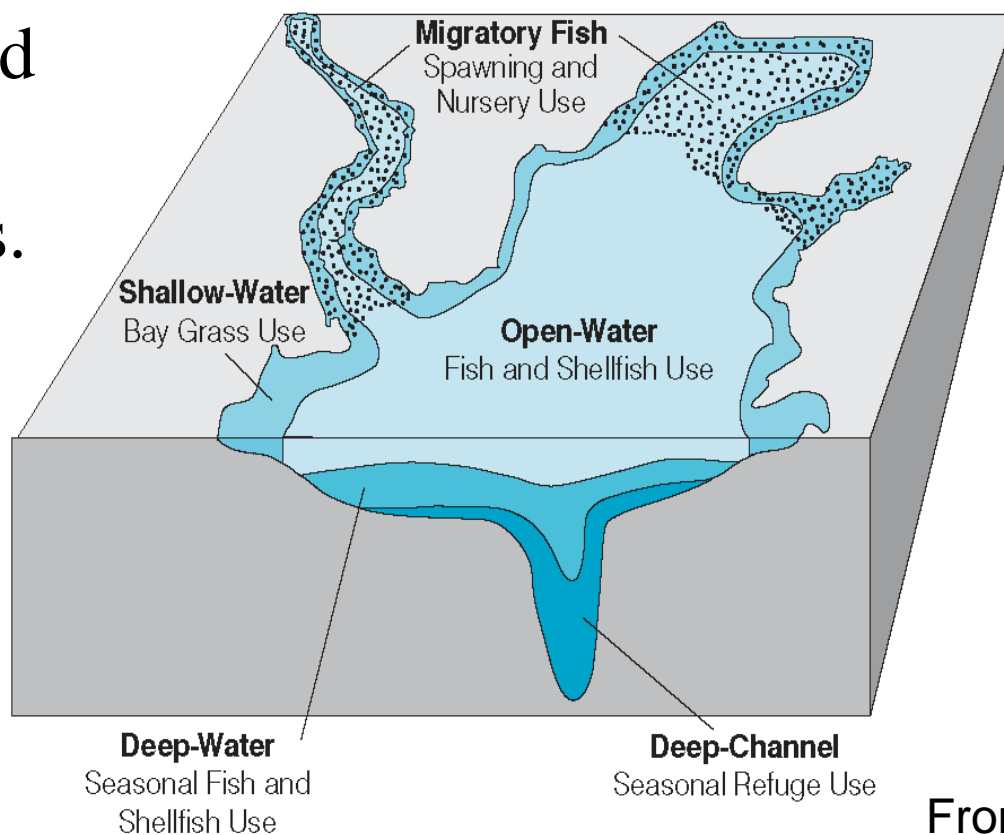 d
s.
Migratory Fish
Spawning and
Nursery Use
Shallow-Water
Bay Grass Use
Open-Water
Fish and Shellfish Use
Deep-Water
Seasonal Fish and
Shellfish Use
Deep-Channel
Seasonal Refuge Use
From